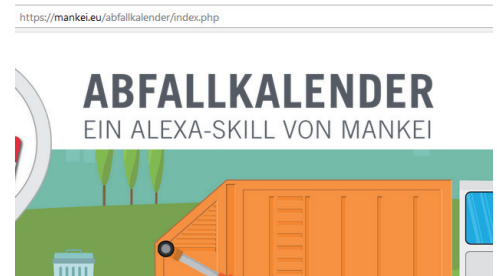 https://mankei.eu/abfallkalender/index.php
ABFALLKALENDER
EIN ALEXA-SKILL VON MANKEI